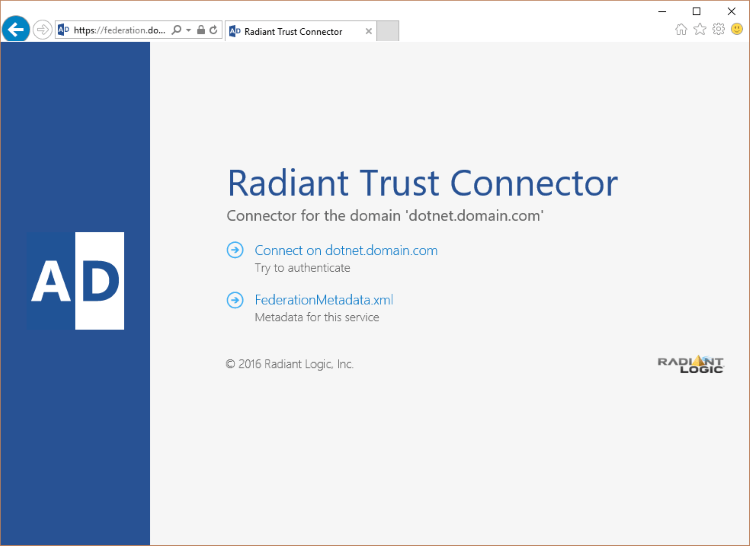 https://federation.do...
Radiant Trust Connector
AD
Radiant Trust Connector
Connector for the domain 'dotnet.domain.com'
Connect on dotnet.domain.com
Try to authenticate
FederationMetadata.xml
Metadata for this service
© 2016 Radiant Logic, Inc.
RADIANT
LOGIC